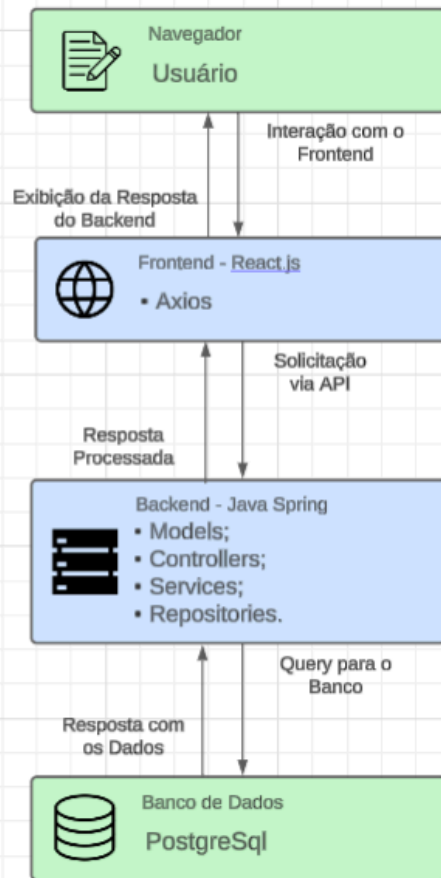 Navegador
Usuário
Interação com o
Frontend
Exibição da Resposta
do Backend
Frontend - React.js
▪ Axios
Solicitação
via API
Resposta
Processada
Backend - Java Spring
▪ Models;
▪ Controllers;
▪ Services;
▪ Repositories.
Query para o
Banco
Resposta com
os Dados
Banco de Dados
PostgreSql